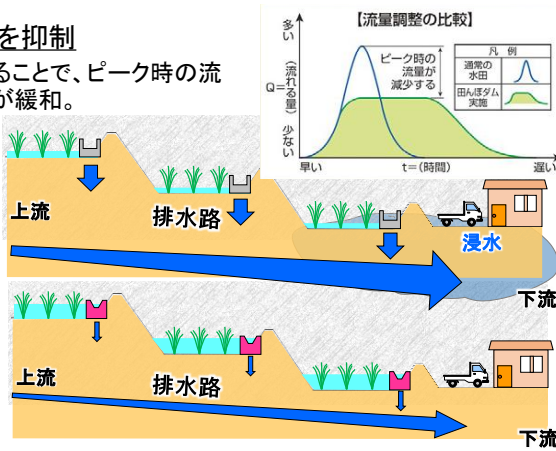 を抑制
ることで、ピーク時の流
が緩和。
【流量調整の比較】
多い
Q=(流れる量)
少ない
ピーク時の
流量が
減少する
凡 例
通常の
水田
田んぼダム
実施
早い
t=(時間)
遅い
上流
排水路
浸水
下流
上流
排水路
下流